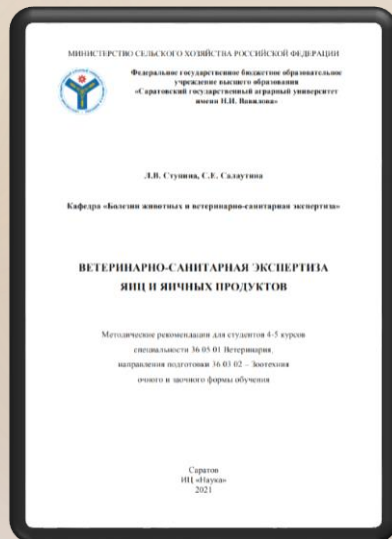 МИНИСТЕРСТВО СЕЛЬСКОГО ХОЗЯЙСТВА РОССИЙСКОЙ ФЕДЕРАЦИИ
Федеральное государственное бюджетное образовательное
учреждение высшего образования
«Саратовский государственный аграрный университет
имени Н.И. Вавилова»
Л.В. Ступина, С.Е. Салаутина
Кафедра «Болезни животных и ветеринарно-санитарная экспертиза»
ВЕТЕРИНАРНО-САНИТАРНАЯ ЭКСПЕРТИЗА
ЯИЦ И ЯИЧНЫХ ПРОДУКТОВ
Методические рекомендации для студентов 4-5 курсов
специальности 36 05 01 Ветеринария,
направления подготовки 36 03 02 – Зоотехния
очного и заочного формы обучения
Саратов
ИЦ «Наука»
2021